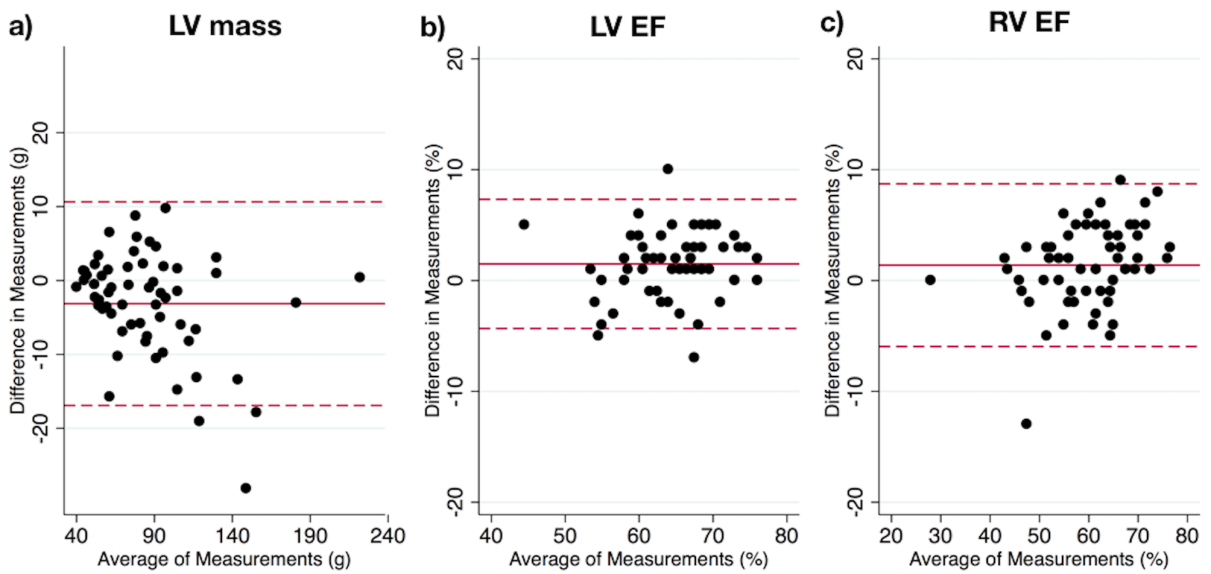 a) LV mass
Difference in Measurements (g)
20
10
0
-10
-20
40 90 140 190 240
Average of Measurements (g)
b) LV EF
Difference in Measurements (%)
20
10
0
-10
-20
40 50 60 70 80
Average of Measurements (%)
c) RV EF
Difference in Measurements (%)
20
10
0
-10
-20
20 30 40 50 60 70 80
Average of Measurements (%)